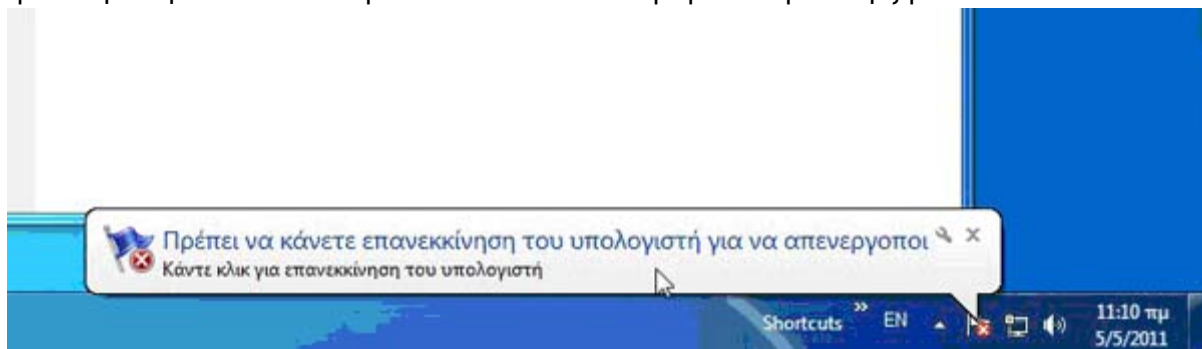 Πρέπει να κάνετε επανεκκίνηση του υπολογιστή για να απενεργοποι
Κάντε κλικ για επανεκκίνηση του υπολογιστή
Shortcuts » EN 11:10 πμ
5/5/2011